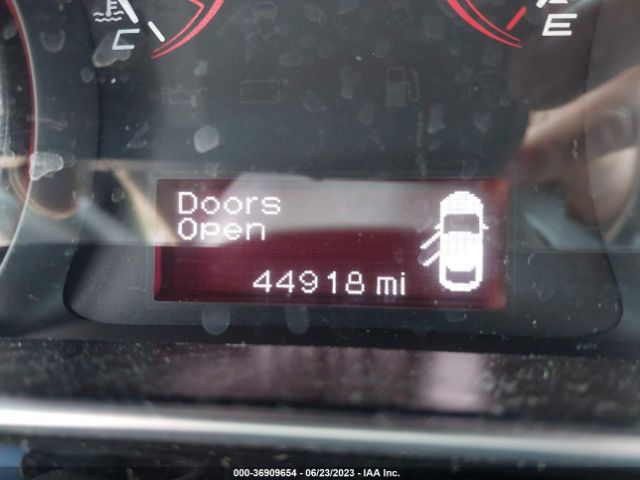 C
E
Doors
Open
44918 mi
000-36909654 - 06/23/2023 - IAA Inc.